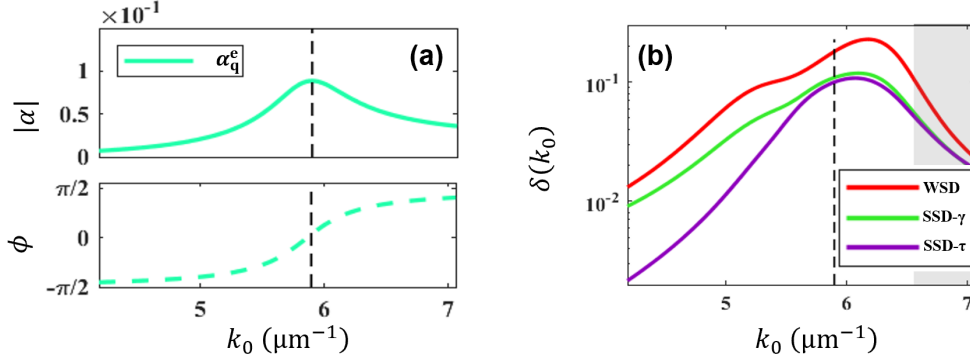 ×10⁻¹
(a)
α_q^e
1
0.5
0
|α|
π/2
0
-π/2
ϕ
5
6
7
k₀ (μm⁻¹)
(b)
10⁻¹
10⁻²
δ(k₀)
WSD
SSD-γ
SSD-τ
5
6
7
k₀ (μm⁻¹)